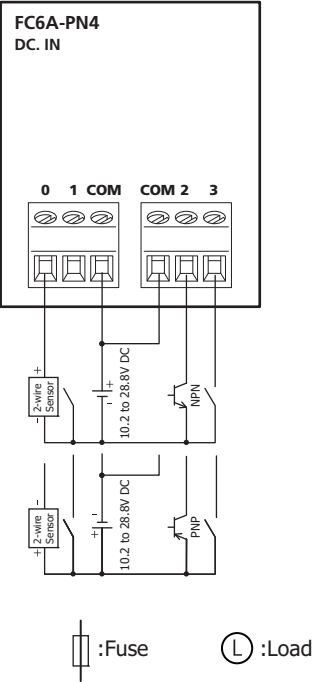 FC6A-PN4
DC. IN
0 1 COM COM 2 3
+
2-wire
Sensor
-
+
-
10.2 to 28.8V DC
NPN
-
2-wire
Sensor
+
-
+
10.2 to 28.8V DC
PNP
:Fuse
L :Load